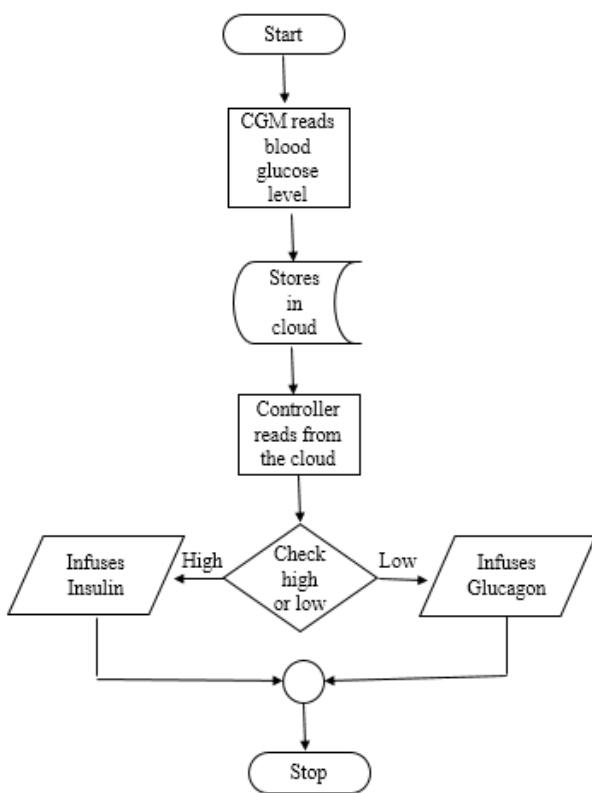 Start
CGM reads
blood
glucose
level
Stores
in
cloud
Controller
reads from
the cloud
Infuses
Insulin
High
Check
high
or low
Low
Infuses
Glucagon
Stop